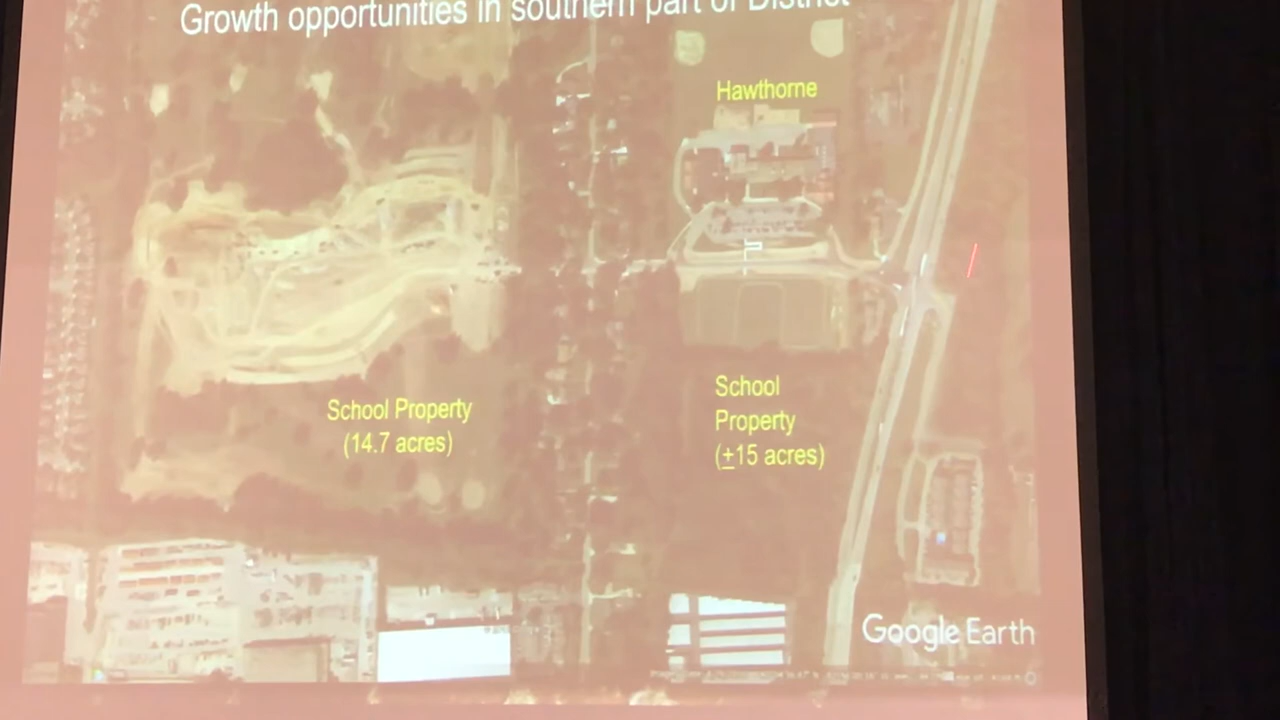 Growth opportunities in southern part of District
Hawthorne
School Property
(14.7 acres)
School
Property
(±15 acres)
Google Earth